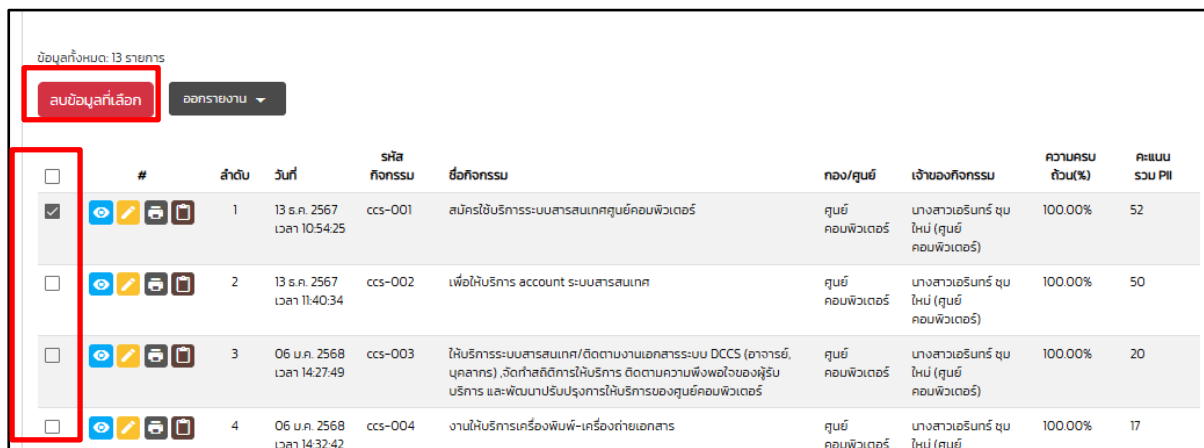 ข้อมูลทั้งหมด: 13 รายการ
ลบข้อมูลที่เลือก ออกรายงาน
# ลำดับ วันที่ รหัส กิจกรรม ชื่อกิจกรรม กอง/ศูนย์ เจ้าของกิจกรรม ความครบ ถ้วน(%) คะแนน รวม PII
1 13 ธ.ค. 2567 ccs-001 สมัครใช้บริการระบบสารสนเทศศูนย์คอมพิวเตอร์ ศูนย์ นางสาวเอรินทร์ ชุม 100.00% 52
เวลา 10:54:25 คอมพิวเตอร์ ใหม่ (ศูนย์
คอมพิวเตอร์)
2 13 ธ.ค. 2567 ccs-002 เพื่อให้บริการ account ระบบสารสนเทศ ศูนย์ นางสาวเอรินทร์ ชุม 100.00% 50
เวลา 11:40:34 คอมพิวเตอร์ ใหม่ (ศูนย์
คอมพิวเตอร์)
3 06 ม.ค. 2568 ccs-003 ให้บริการระบบสารสนเทศ/ติดตามงานเอกสารระบบ DCCS (อาจารย์, ศูนย์ นางสาวเอรินทร์ ชุม 100.00% 20
เวลา 14:27:49 บุคลากร) ,จัดทำสถิติการให้บริการ ติดตามความพึงพอใจของผู้รับ คอมพิวเตอร์ ใหม่ (ศูนย์
บริการ และพัฒนาปรับปรุงการให้บริการของศูนย์คอมพิวเตอร์ คอมพิวเตอร์)
4 06 ม.ค. 2568 ccs-004 งานให้บริการเครื่องพิมพ์-เครื่องถ่ายเอกสาร ศูนย์ นางสาวเอรินทร์ ชุม 100.00% 17
เวลา 14:32:42 คอมพิวเตอร์ ใหม่ (ศูนย์